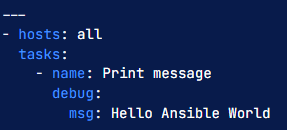 ---
- hosts: all
  tasks:
    - name: Print message
      debug:
        msg: Hello Ansible World